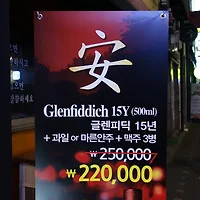 安
Glenfiddich 15Y (500ml)
글렌피딕 15년
+ 과일 or 마른안주 + 맥주 3병
₩ 250,000
₩ 220,000